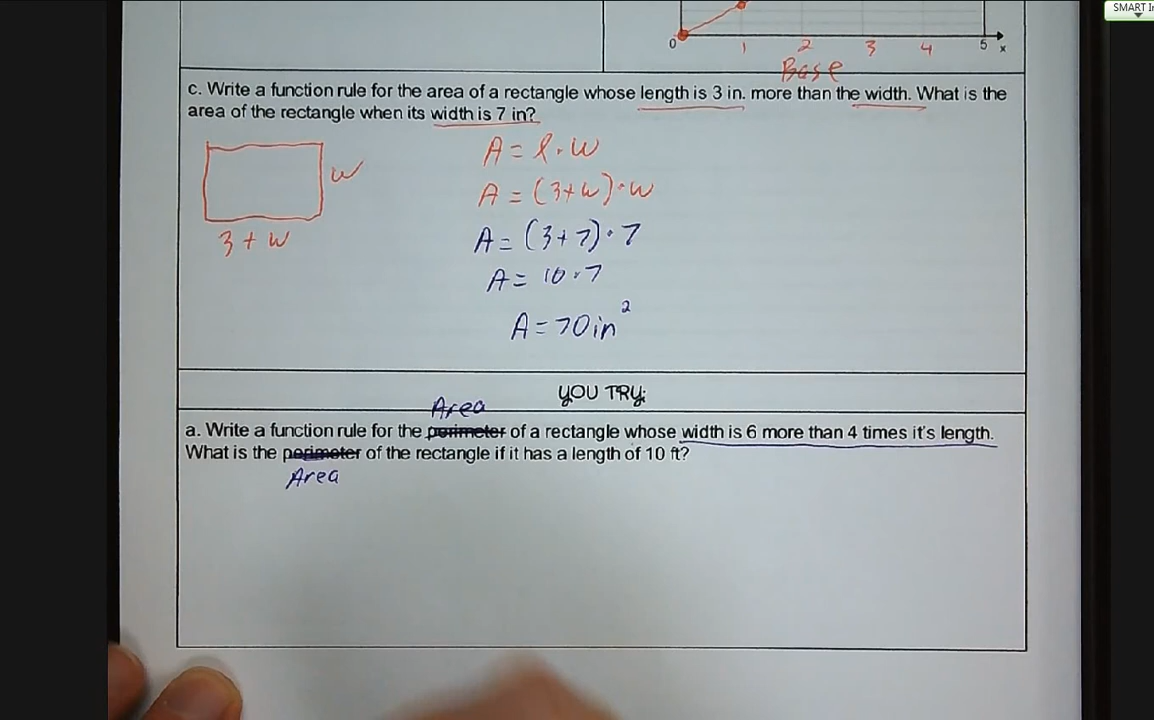 SMART
0 1 2 3 4 5 x
Base
c. Write a function rule for the area of a rectangle whose length is 3 in. more than the width. What is the
area of the rectangle when its width is 7 in?
A = l · w
w
A = (3+w) · w
3 + w
A = (3+7) · 7
A = 10 · 7
A = 70 in²
YOU TRY:
Area
a. Write a function rule for the perimeter of a rectangle whose width is 6 more than 4 times it's length.
What is the perimeter of the rectangle if it has a length of 10 ft?
Area